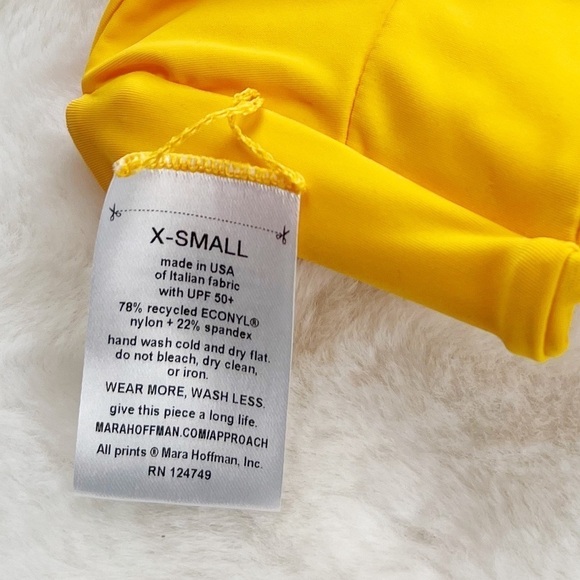 X-SMALL
made in USA
of Italian fabric
with UPF 50+
78% recycled ECONYL®
nylon + 22% spandex
hand wash cold and dry flat.
do not bleach, dry clean,
or iron.
WEAR MORE, WASH LESS.
give this piece a long life.
MARAHOFFMAN.COM/APPROACH
All prints ® Mara Hoffman, Inc.
RN 124749